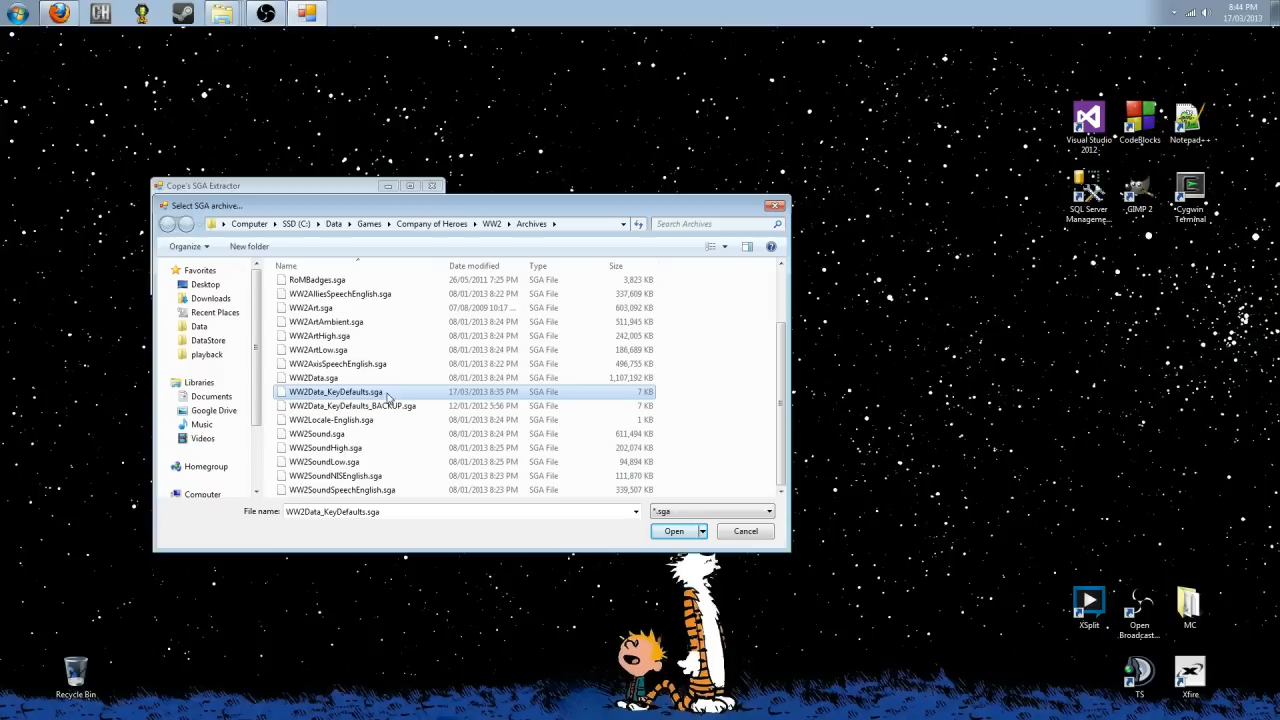 CH
8:44 PM
17/03/2013
Visual Studio
2012
CodeBlocks
Notepad++
SQL Server
Manageme...
GIMP 2
Cygwin
Terminal
Cope's SGA Extractor
Select SGA archive...
Computer
SSD (C:)
Data
Games
Company of Heroes
WW2
Archives
Search Archives
Organize
New folder
Favorites
Desktop
Downloads
Recent Places
Data
DataStore
playback
Libraries
Documents
Google Drive
Music
Videos
Homegroup
Computer
Name Date modified Type Size
RoMBadges.sga 26/05/2011 7:25 PM SGA File 3,823 KB
WW2AlliesSpeechEnglish.sga 08/01/2013 8:22 PM SGA File 337,609 KB
WW2Art.sga 07/08/2009 10:17 ... SGA File 603,092 KB
WW2ArtAmbient.sga 08/01/2013 8:24 PM SGA File 511,945 KB
WW2ArtHigh.sga 08/01/2013 8:24 PM SGA File 242,005 KB
WW2ArtLow.sga 08/01/2013 8:24 PM SGA File 186,689 KB
WW2AxisSpeechEnglish.sga 08/01/2013 8:22 PM SGA File 496,755 KB
WW2Data.sga 08/01/2013 8:24 PM SGA File 1,107,192 KB
WW2Data_KeyDefaults.sga 17/03/2013 8:35 PM SGA File 7 KB
WW2Data_KeyDefaults_BACKUP.sga 12/01/2012 5:56 PM SGA File 7 KB
WW2Locale-English.sga 08/01/2013 8:24 PM SGA File 1 KB
WW2Sound.sga 08/01/2013 8:24 PM SGA File 611,494 KB
WW2SoundHigh.sga 08/01/2013 8:25 PM SGA File 202,074 KB
WW2SoundLow.sga 08/01/2013 8:25 PM SGA File 94,894 KB
WW2SoundNISEnglish.sga 08/01/2013 8:23 PM SGA File 111,870 KB
WW2SoundSpeechEnglish.sga 08/01/2013 8:23 PM SGA File 339,507 KB
File name: WW2Data_KeyDefaults.sga
*.sga
Open
Cancel
XSplit
Open
Broadcast...
MC
TS
Xfire
Recycle Bin